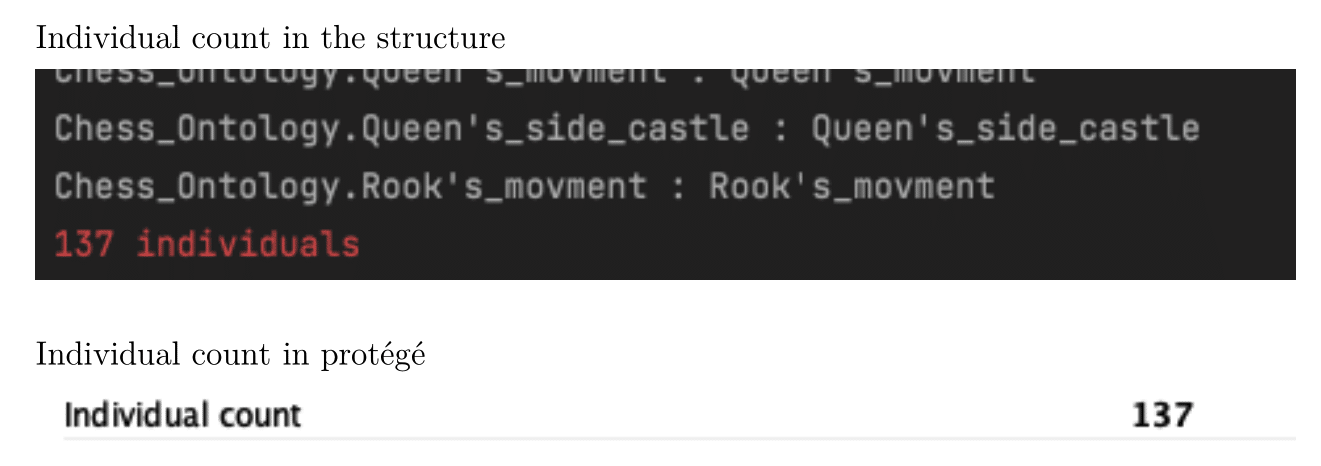 Individual count in the structure
Chess_Ontology.Queen's_movment : Queen's_movment
Chess_Ontology.Queen's_side_castle : Queen's_side_castle
Chess_Ontology.Rook's_movment : Rook's_movment
137 individuals
Individual count in protégé
Individual count 137